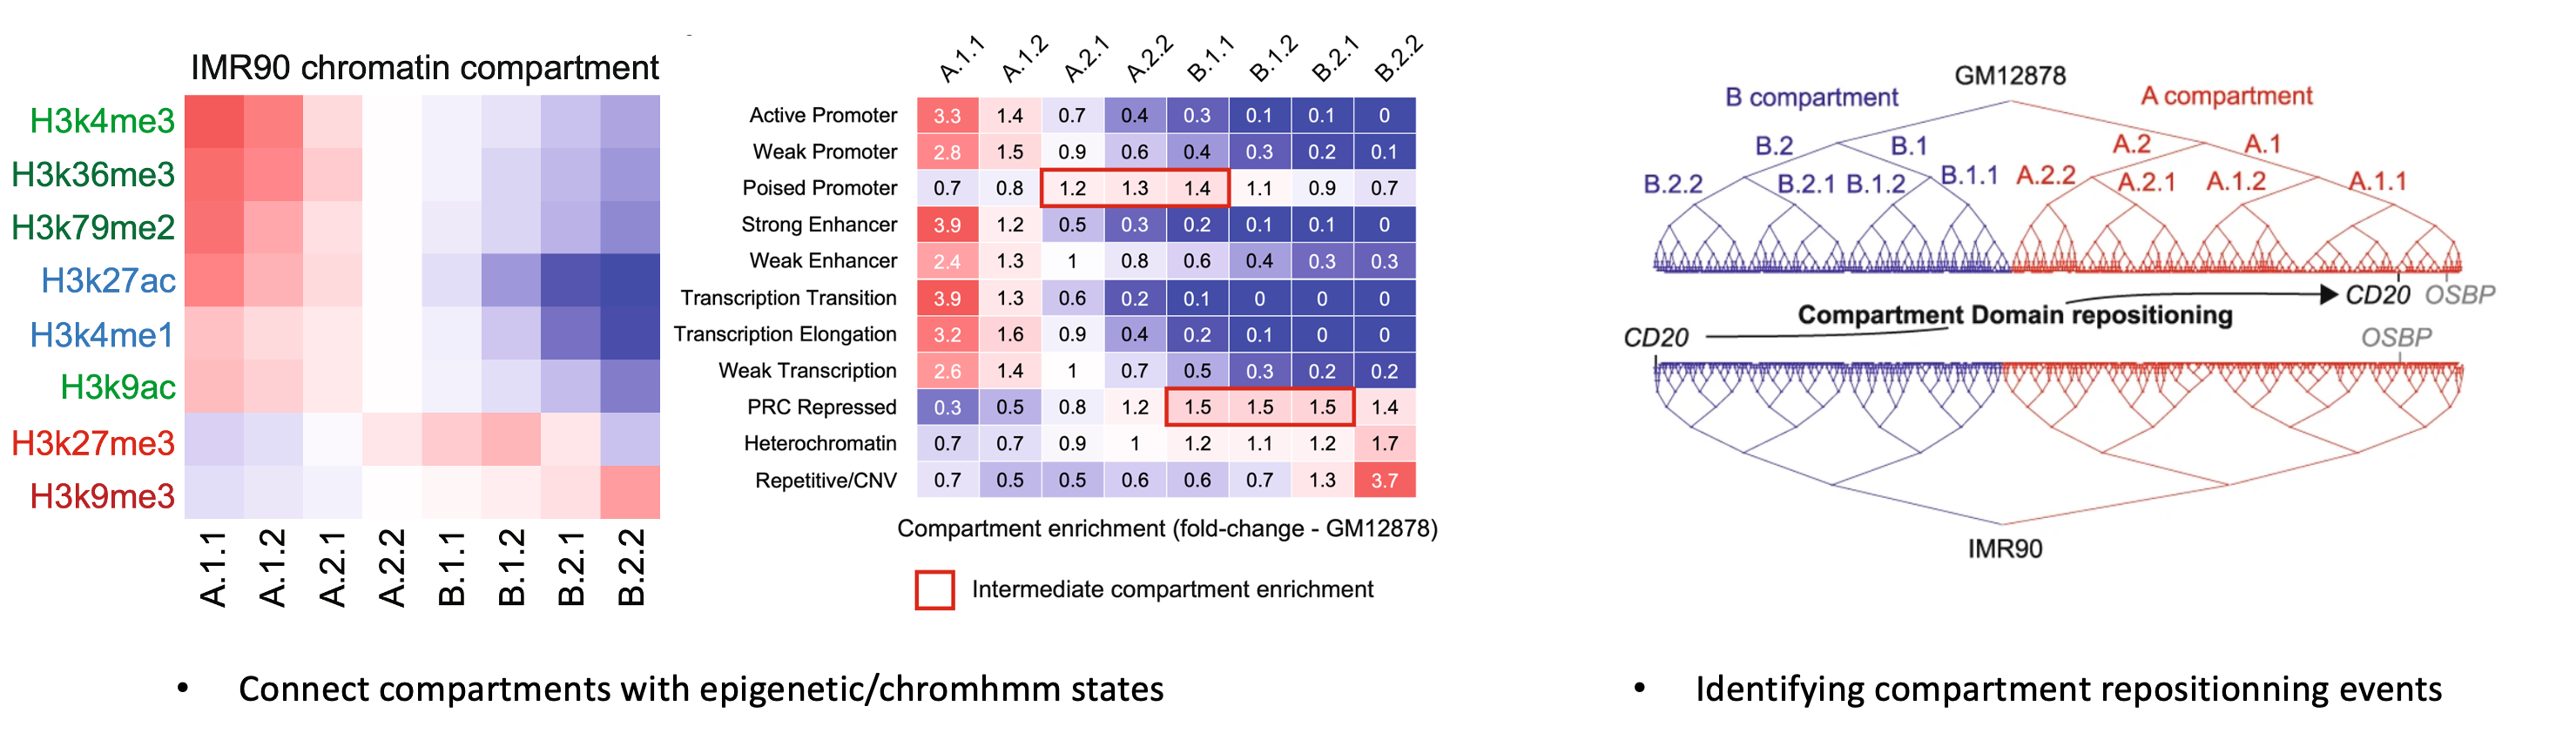 IMR90 chromatin compartment
H3k4me3
H3k36me3
H3k79me2
H3k27ac
H3k4me1
H3k9ac
H3k27me3
H3k9me3
A.1.1 A.1.2 A.2.1 A.2.2 B.1.1 B.1.2 B.2.1 B.2.2
A.1.1 A.1.2 A.2.1 A.2.2 B.1.1 B.1.2 B.2.1 B.2.2
Active Promoter 3.3 1.4 0.7 0.4 0.3 0.1 0.1 0
Weak Promoter 2.8 1.5 0.9 0.6 0.4 0.3 0.2 0.1
Poised Promoter 0.7 0.8 1.2 1.3 1.4 1.1 0.9 0.7
Strong Enhancer 3.9 1.2 0.5 0.3 0.2 0.1 0.1 0
Weak Enhancer 2.4 1.3 1 0.8 0.6 0.4 0.3 0.3
Transcription Transition 3.9 1.3 0.6 0.2 0.1 0 0 0
Transcription Elongation 3.2 1.6 0.9 0.4 0.2 0.1 0 0
Weak Transcription 2.6 1.4 1 0.7 0.5 0.3 0.2 0.2
PRC Repressed 0.3 0.5 0.8 1.2 1.5 1.5 1.5 1.4
Heterochromatin 0.7 0.7 0.9 1 1.2 1.1 1.2 1.7
Repetitive/CNV 0.7 0.5 0.5 0.6 0.6 0.7 1.3 3.7
Compartment enrichment (fold-change - GM12878)
Intermediate compartment enrichment
• Connect compartments with epigenetic/chromhmm states
GM12878
B compartment A compartment
B.2 B.1 A.2 A.1
B.2.2 B.2.1 B.1.2 B.1.1 A.2.2 A.2.1 A.1.2 A.1.1
CD20 OSBP
Compartment Domain repositioning
CD20 OSBP
IMR90
• Identifying compartment repositionning events